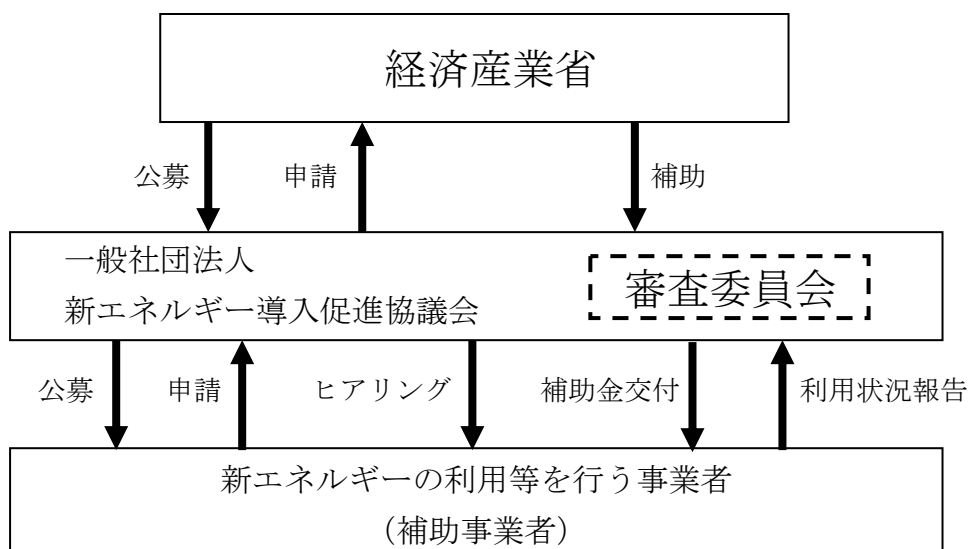 経済産業省
公募
申請
補助
一般社団法人
新エネルギー導入促進協議会
審査委員会
公募
申請
ヒアリング
補助金交付
利用状況報告
新エネルギーの利用等を行う事業者
（補助事業者）